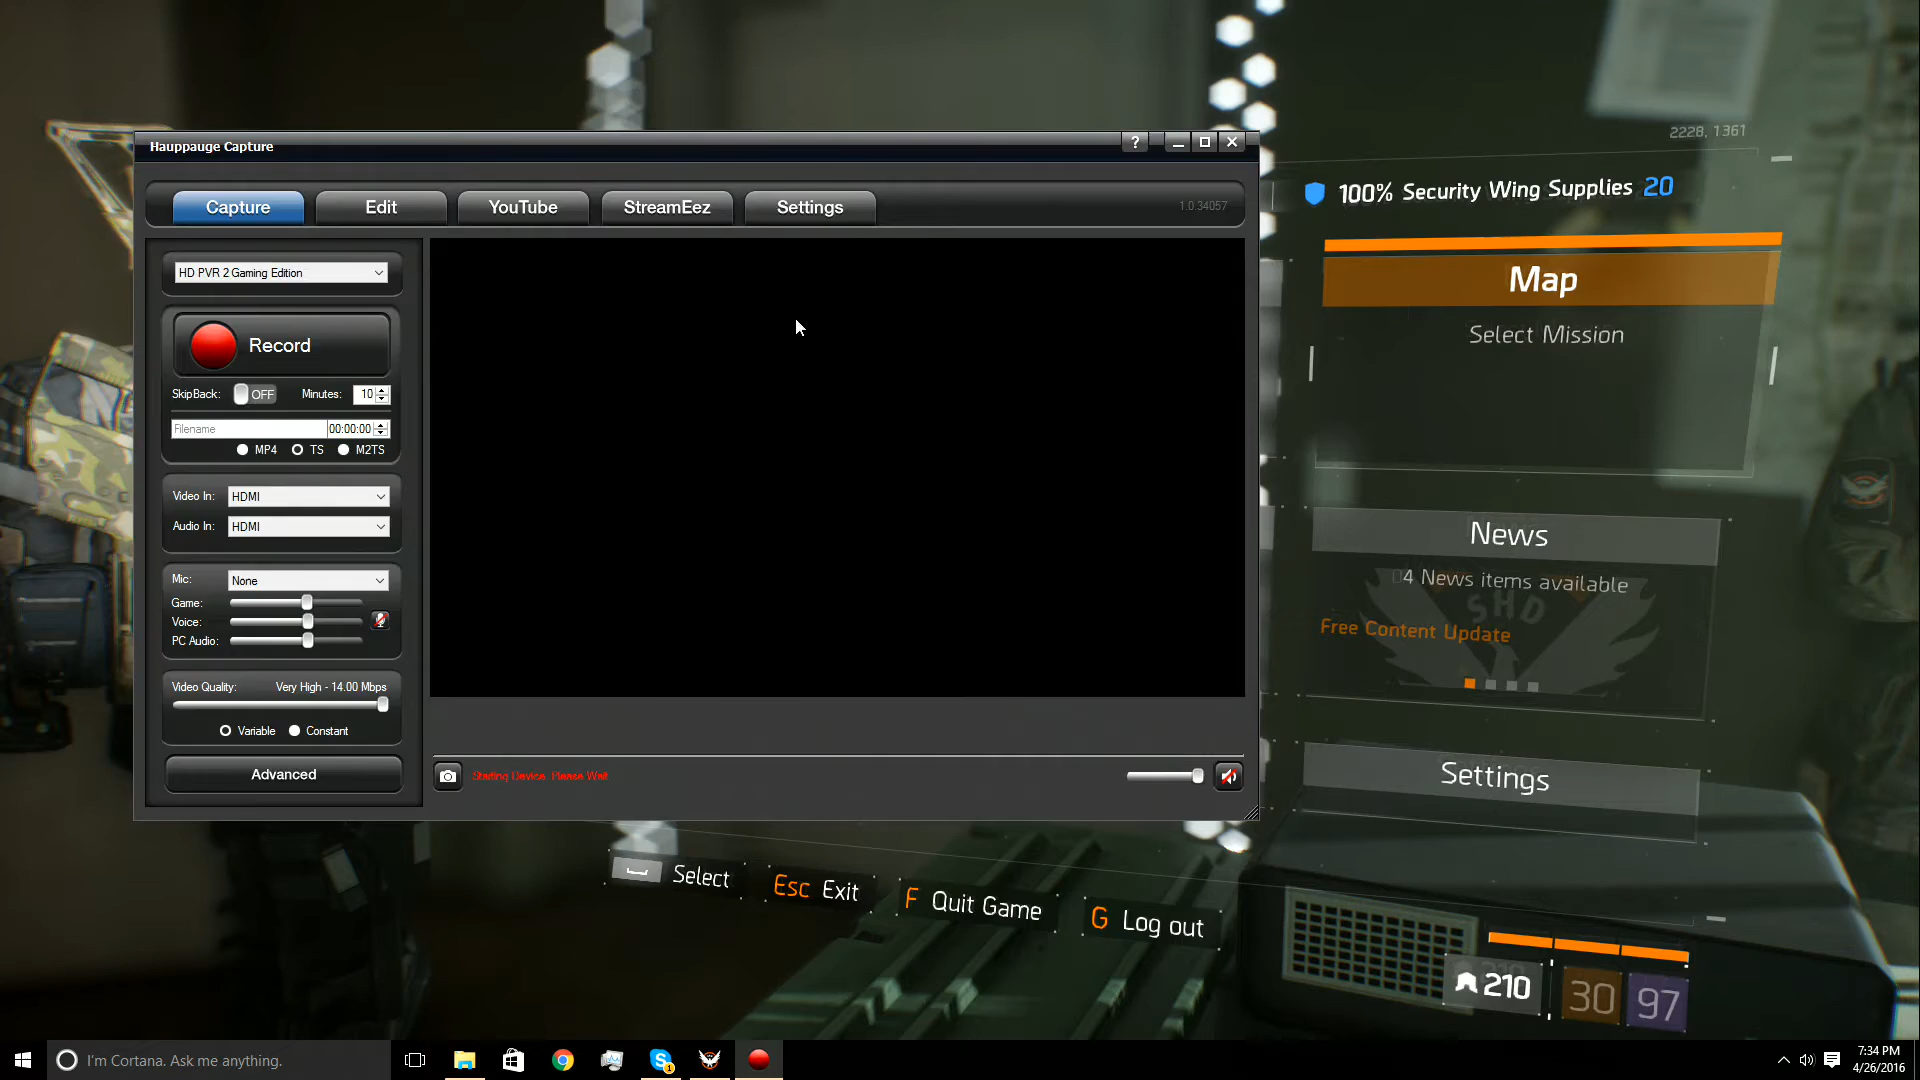 Hauppauge Capture
?
Capture
Edit
YouTube
StreamEez
Settings
1.0.34057
HD PVR 2 Gaming Edition
Record
SkipBack:
OFF
Minutes:
10
Filename
00:00:00
MP4
TS
M2TS
Video In:
HDMI
Audio In:
HDMI
Mic:
None
Game:
Voice:
PC Audio:
Video Quality:
Very High - 14.00 Mbps
Variable
Constant
Advanced
Starting Device. Please Wait
2228, 1361
100% Security Wing Supplies 20
Map
Select Mission
News
04 News items available
SHD
Free Content Update
Settings
Select
Esc Exit
F Quit Game
G Log out
210
30
97
I'm Cortana. Ask me anything.
1
7:34 PM
4/26/2016